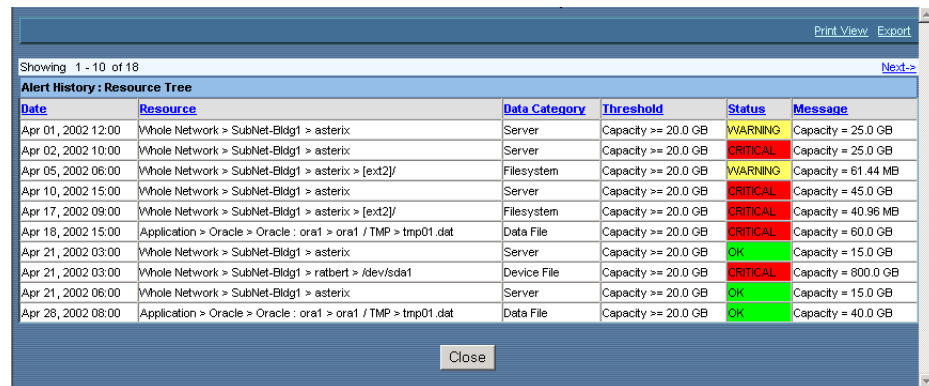 Print View Export
Showing 1 - 10 of 18 Next->
Alert History : Resource Tree
Date Resource Data Category Threshold Status Message
Apr 01, 2002 12:00 Whole Network > SubNet-Bldg1 > asterix Server Capacity >= 20.0 GB WARNING Capacity = 25.0 GB
Apr 02, 2002 10:00 Whole Network > SubNet-Bldg1 > asterix Server Capacity >= 20.0 GB CRITICAL Capacity = 25.0 GB
Apr 05, 2002 06:00 Whole Network > SubNet-Bldg1 > asterix > [ext2]/ Filesystem Capacity >= 20.0 GB WARNING Capacity = 61.44 MB
Apr 10, 2002 15:00 Whole Network > SubNet-Bldg1 > asterix Server Capacity >= 20.0 GB CRITICAL Capacity = 45.0 GB
Apr 17, 2002 09:00 Whole Network > SubNet-Bldg1 > asterix > [ext2]/ Filesystem Capacity >= 20.0 GB CRITICAL Capacity = 40.96 MB
Apr 18, 2002 15:00 Application > Oracle > Oracle : ora1 > ora1 / TMP > tmp01.dat Data File Capacity >= 20.0 GB CRITICAL Capacity = 60.0 GB
Apr 21, 2002 03:00 Whole Network > SubNet-Bldg1 > asterix Server Capacity >= 20.0 GB OK Capacity = 15.0 GB
Apr 21, 2002 03:00 Whole Network > SubNet-Bldg1 > ratbert > /dev/sda1 Device File Capacity >= 20.0 GB CRITICAL Capacity = 800.0 GB
Apr 21, 2002 06:00 Whole Network > SubNet-Bldg1 > asterix Server Capacity >= 20.0 GB OK Capacity = 15.0 GB
Apr 28, 2002 08:00 Application > Oracle > Oracle : ora1 > ora1 / TMP > tmp01.dat Data File Capacity >= 20.0 GB OK Capacity = 40.0 GB
Close